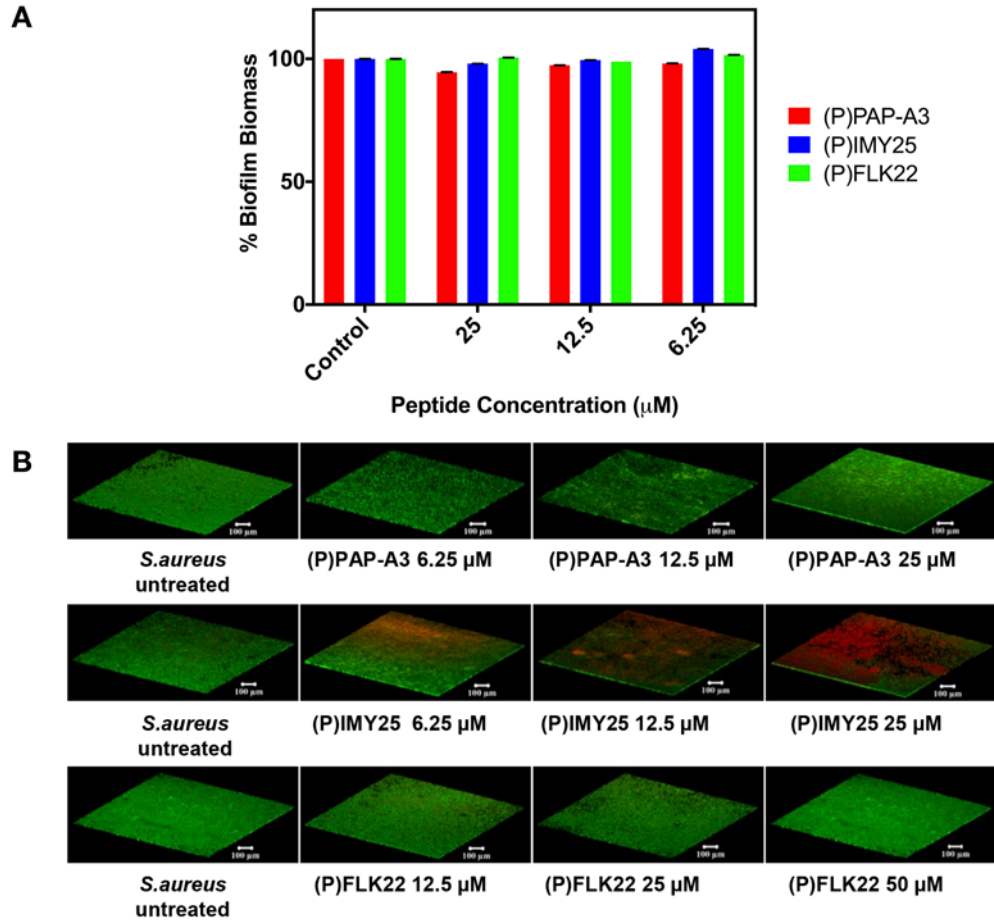 A
% Biofilm Biomass
100
50
0
Control
25
12.5
6.25
Peptide Concentration (μM)
(P)PAP-A3
(P)IMY25
(P)FLK22
B
100 μm
100 μm
100 μm
100 μm
S.aureus
untreated
(P)PAP-A3 6.25 μM
(P)PAP-A3 12.5 μM
(P)PAP-A3 25 μM
100 μm
100 μm
100 μm
100 μm
S.aureus
untreated
(P)IMY25 6.25 μM
(P)IMY25 12.5 μM
(P)IMY25 25 μM
100 μm
100 μm
100 μm
100 μm
S.aureus
untreated
(P)FLK22 12.5 μM
(P)FLK22 25 μM
(P)FLK22 50 μM